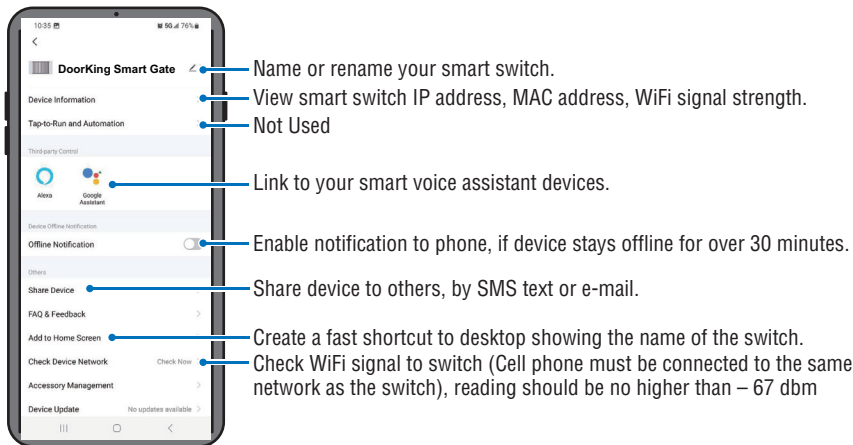 10:35 5G 76%
DoorKing Smart Gate
Name or rename your smart switch.
Device Information
View smart switch IP address, MAC address, WiFi signal strength.
Tap-to-Run and Automation
Not Used
Third-party Control
Alexa
Google
Assistant
Link to your smart voice assistant devices.
Device Offline Notification
Offline Notification
Enable notification to phone, if device stays offline for over 30 minutes.
Others
Share Device
Share device to others, by SMS text or e-mail.
FAQ & Feedback
Add to Home Screen
Create a fast shortcut to desktop showing the name of the switch.
Check Device Network Check Now
Check WiFi signal to switch (Cell phone must be connected to the same
network as the switch), reading should be no higher than – 67 dbm
Accessory Management
Device Update No updates available